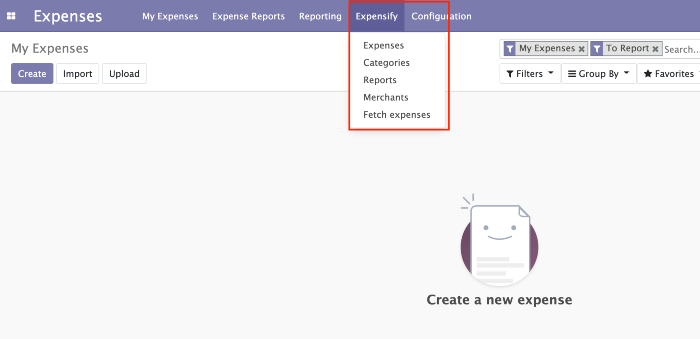 Expenses My Expenses Expense Reports Reporting Expensify Configuration
My Expenses
My Expenses × To Report × Search...
Create Import Upload
Filters Group By Favorites
Expenses
Categories
Reports
Merchants
Fetch expenses
Create a new expense